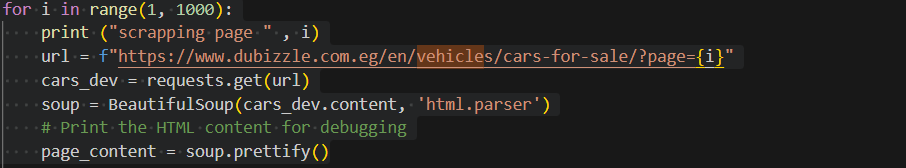 for i in range(1, 1000):
    print ("scrapping page " , i)
    url = f"https://www.dubizzle.com.eg/en/vehicles/cars-for-sale/?page={i}"
    cars_dev = requests.get(url)
    soup = BeautifulSoup(cars_dev.content, 'html.parser')
    # Print the HTML content for debugging
    page_content = soup.prettify()